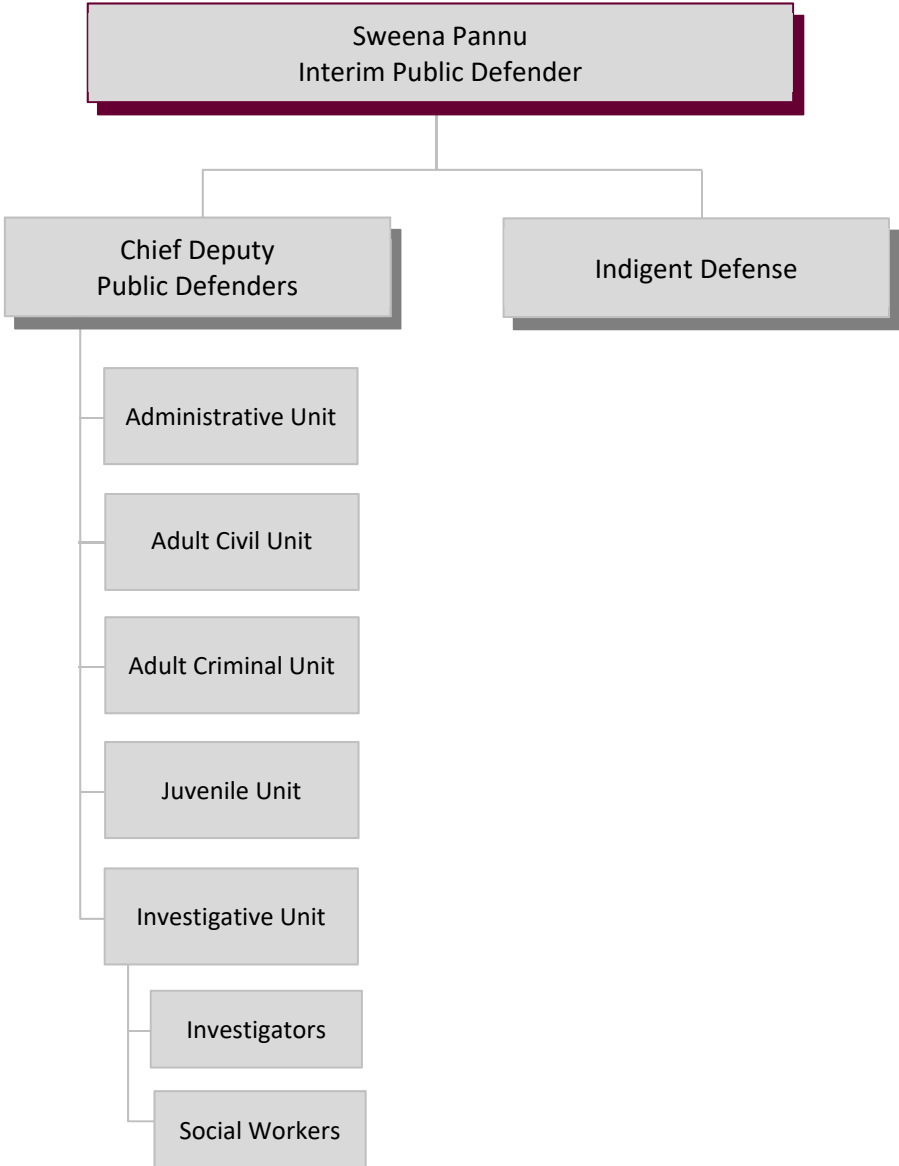 Sweena Pannu
Interim Public Defender
Chief Deputy
Public Defenders
Indigent Defense
Administrative Unit
Adult Civil Unit
Adult Criminal Unit
Juvenile Unit
Investigative Unit
Investigators
Social Workers